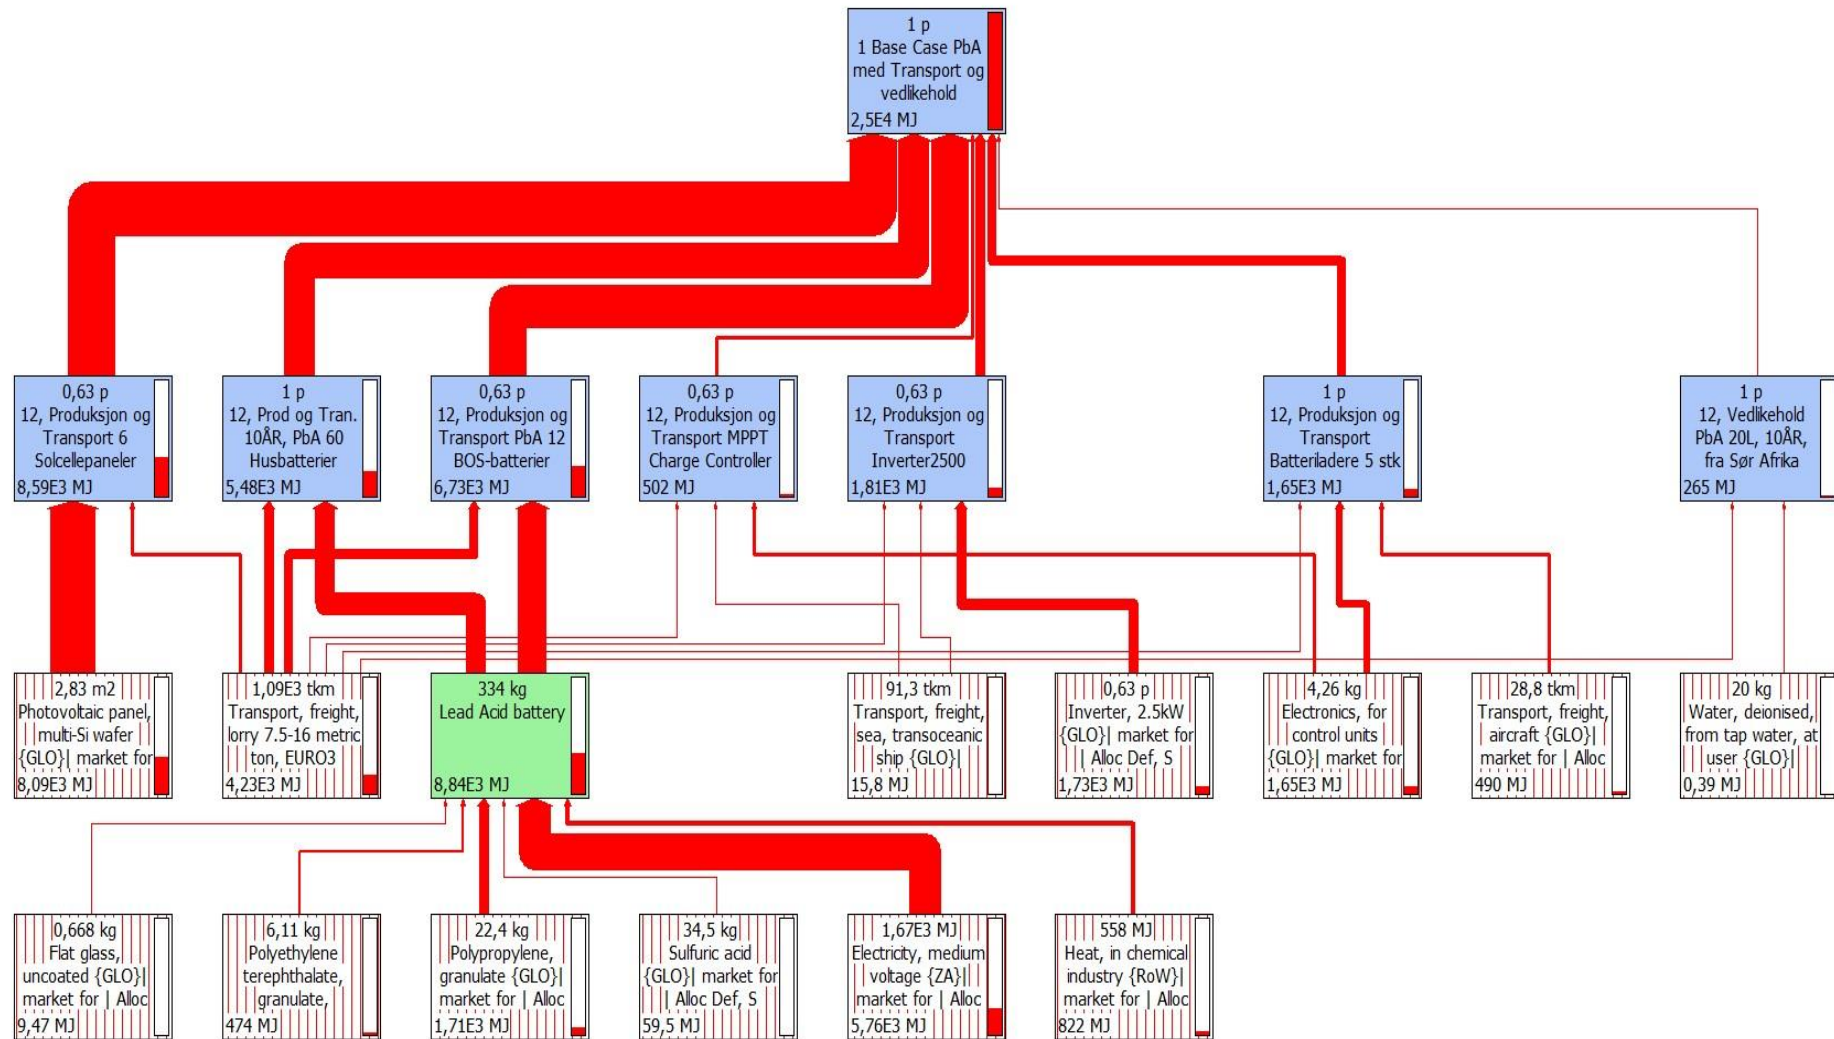 1 p
1 Base Case PbA
med Transport og
vedlikehold
2,5E4 MJ
0,63 p
12, Produksjon og
Transport 6
Solcellepaneler
8,59E3 MJ
1 p
12, Prod og Tran.
10ÅR, PbA 60
Husbatterier
5,48E3 MJ
0,63 p
12, Produksjon og
Transport PbA 12
BOS-batterier
6,73E3 MJ
0,63 p
12, Produksjon og
Transport MPPT
Charge Controller
502 MJ
0,63 p
12, Produksjon og
Transport
Inverter2500
1,81E3 MJ
1 p
12, Produksjon og
Transport
Batteriladere 5 stk
1,65E3 MJ
1 p
12, Vedlikehold
PbA 20L, 10ÅR,
fra Sør Afrika
265 MJ
2,83 m2
Photovoltaic panel,
multi-Si wafer
{GLO}| market for
8,09E3 MJ
1,09E3 tkm
Transport, freight,
lorry 7.5-16 metric
ton, EURO3
4,23E3 MJ
334 kg
Lead Acid battery
8,84E3 MJ
91,3 tkm
Transport, freight,
sea, transoceanic
ship {GLO}|
15,8 MJ
0,63 p
Inverter, 2.5kW
{GLO}| market for
| Alloc Def, S
1,73E3 MJ
4,26 kg
Electronics, for
control units
{GLO}| market for
1,65E3 MJ
28,8 tkm
Transport, freight,
aircraft {GLO}|
market for | Alloc
490 MJ
20 kg
Water, deionised,
from tap water, at
user {GLO}|
0,39 MJ
0,668 kg
Flat glass,
uncoated {GLO}|
market for | Alloc
9,47 MJ
6,11 kg
Polyethylene
terephthalate,
granulate,
474 MJ
22,4 kg
Polypropylene,
granulate {GLO}|
market for | Alloc
1,71E3 MJ
34,5 kg
Sulfuric acid
{GLO}| market for
| Alloc Def, S
59,5 MJ
1,67E3 MJ
Electricity, medium
voltage {ZA}|
market for | Alloc
5,76E3 MJ
558 MJ
Heat, in chemical
industry {RoW}|
market for | Alloc
822 MJ